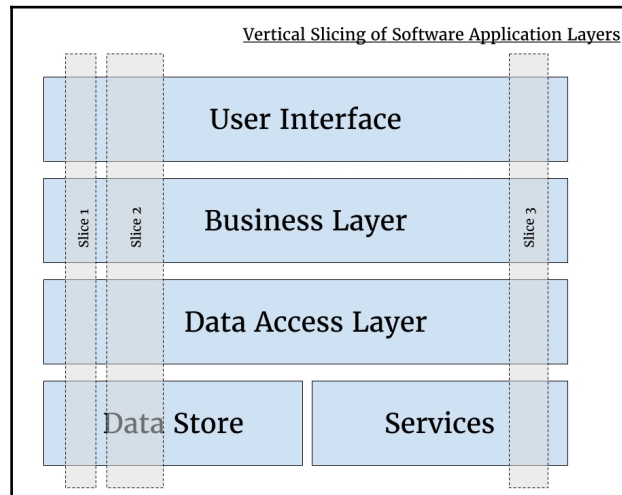 Vertical Slicing of Software Application Layers
User Interface
Slice 1
Slice 2
Business Layer
Slice 3
Data Access Layer
Data Store
Services